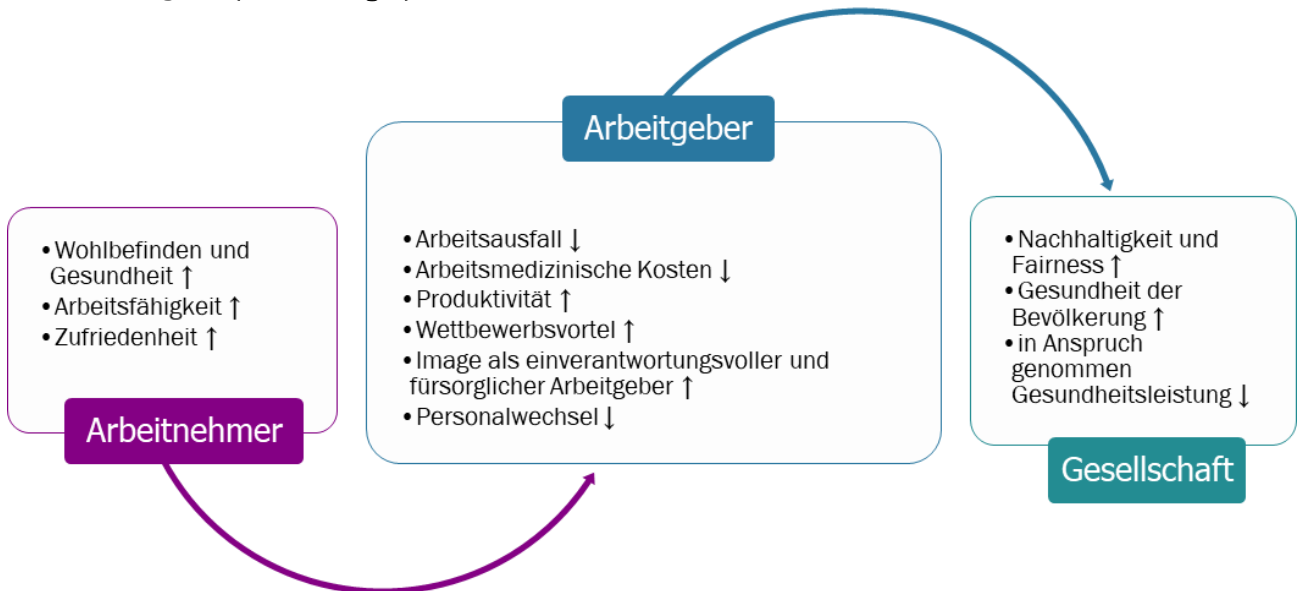 Arbeitgeber
• Wohlbefinden und
Gesundheit ↑
• Arbeitsfähigkeit ↑
• Zufriedenheit ↑
Arbeitnehmer
• Arbeitsausfall ↓
• Arbeitsmedizinische Kosten ↓
• Produktivität ↑
• Wettbewerbsvortel ↑
• Image als einverantwortungsvoller und
fürsorglicher Arbeitgeber ↑
• Personalwechsel ↓
• Nachhaltigkeit und
Fairness ↑
• Gesundheit der
Bevölkerung ↑
• in Anspruch
genommen
Gesundheitsleistung ↓
Gesellschaft